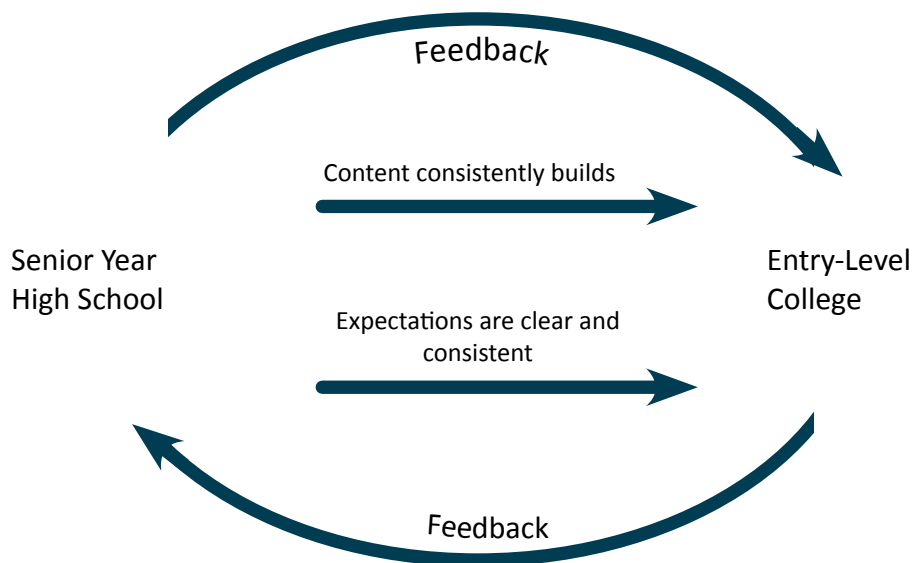 Feedback
Content consistently builds
Senior Year
High School
Entry-Level
College
Expectations are clear and
consistent
Feedback